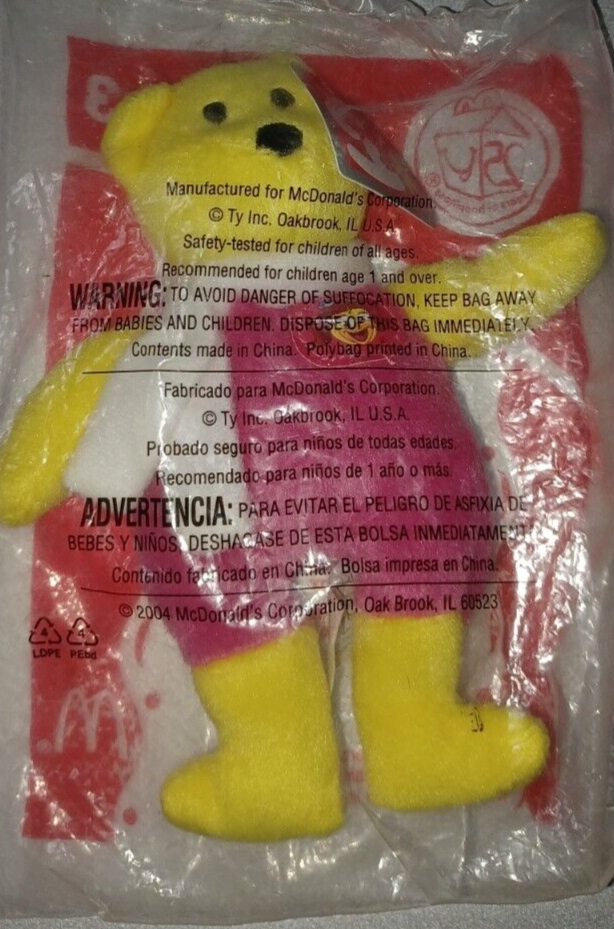 3
Manufactured for McDonald's Corporation.
© Ty Inc. Oakbrook, IL U.S.A.
Safety-tested for children of all ages.
Recommended for children age 1 and over.
WARNING: TO AVOID DANGER OF SUFFOCATION, KEEP BAG AWAY
FROM BABIES AND CHILDREN. DISPOSE OF THIS BAG IMMEDIATELY.
Contents made in China. Polybag printed in China.
Fabricado para McDonald's Corporation.
© Ty Inc. Oakbrook, IL U.S.A.
Probado seguro para niños de todas edades.
Recomendado para niños de 1 año o más.
ADVERTENCIA: PARA EVITAR EL PELIGRO DE ASFIXIA DE
BEBES Y NIÑOS, DESHAGASE DE ESTA BOLSA INMEDIATAMENT
Contenido fabricado en China. Bolsa impresa en China.
© 2004 McDonald's Corporation, Oak Brook, IL 60523
4 4
LDPE PEbd